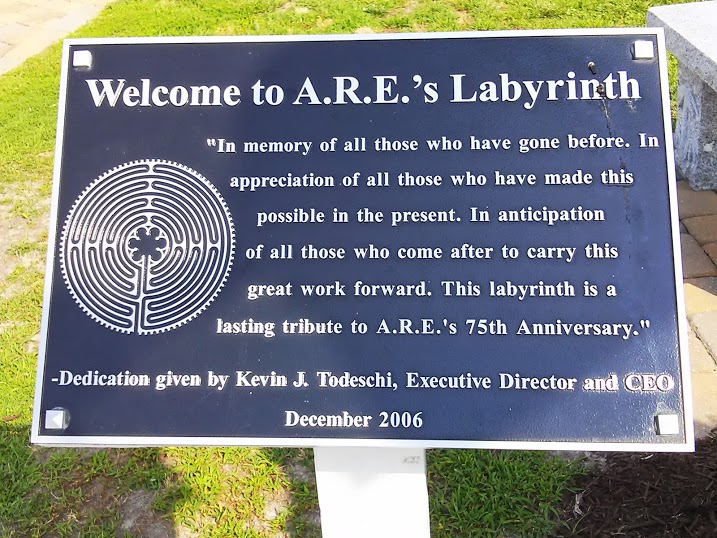 Welcome to A.R.E.'s Labyrinth
"In memory of all those who have gone before. In
appreciation of all those who have made this
possible in the present. In anticipation
of all those who come after to carry this
great work forward. This labyrinth is a
lasting tribute to A.R.E.'s 75th Anniversary."
-Dedication given by Kevin J. Todeschi, Executive Director and CEO
December 2006